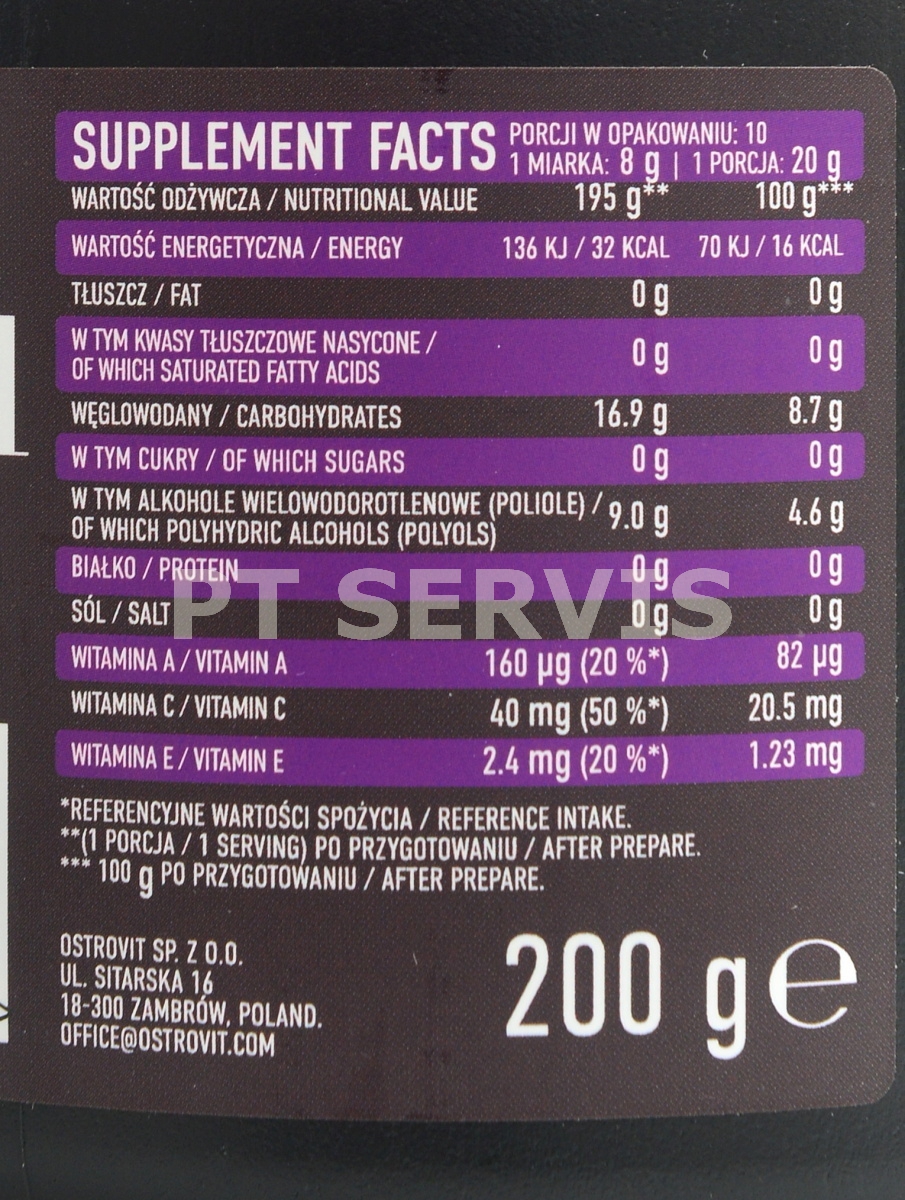 SUPPLEMENT FACTS
PORCJI W OPAKOWANIU: 10
1 MIARKA: 8 g | 1 PORCJA: 20 g
WARTOŚĆ ODŻYWCZA / NUTRITIONAL VALUE 195 g** 100 g***
WARTOŚĆ ENERGETYCZNA / ENERGY 136 KJ / 32 KCAL 70 KJ / 16 KCAL
TŁUSZCZ / FAT 0 g 0 g
W TYM KWASY TŁUSZCZOWE NASYCONE /
OF WHICH SATURATED FATTY ACIDS 0 g 0 g
WĘGLOWODANY / CARBOHYDRATES 16.9 g 8.7 g
W TYM CUKRY / OF WHICH SUGARS 0 g 0 g
W TYM ALKOHOLE WIELOWODOROTLENOWE (POLIOLE) /
OF WHICH POLYHYDRIC ALCOHOLS (POLYOLS) 9.0 g 4.6 g
BIAŁKO / PROTEIN 0 g 0 g
PT SERVIS
SÓL / SALT 0 g 0 g
WITAMINA A / VITAMIN A 160 µg (20 %*) 82 µg
WITAMINA C / VITAMIN C 40 mg (50 %*) 20.5 mg
WITAMINA E / VITAMIN E 2.4 mg (20 %*) 1.23 mg
*REFERENCYJNE WARTOŚCI SPOŻYCIA / REFERENCE INTAKE.
**(1 PORCJA / 1 SERVING) PO PRZYGOTOWANIU / AFTER PREPARE.
*** 100 g PO PRZYGOTOWANIU / AFTER PREPARE.
OSTROVIT SP. Z O.O.
UL. SITARSKA 16
18-300 ZAMBRÓW, POLAND.
OFFICE@OSTROVIT.COM
200 g ℮